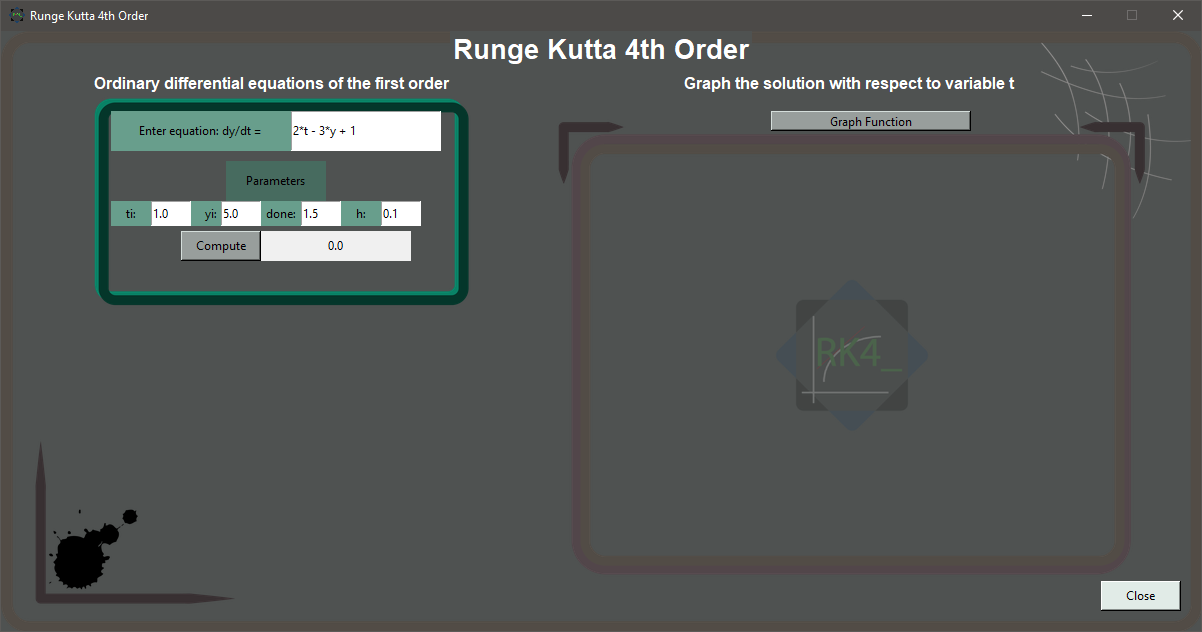 Runge Kutta 4th Order
Runge Kutta 4th Order
Ordinary differential equations of the first order
Enter equation: dy/dt = 2*t - 3*y + 1
Parameters
ti: 1.0 yi: 5.0 done: 1.5 h: 0.1
Compute 0.0
Graph the solution with respect to variable t
Graph Function
RK4_
Close